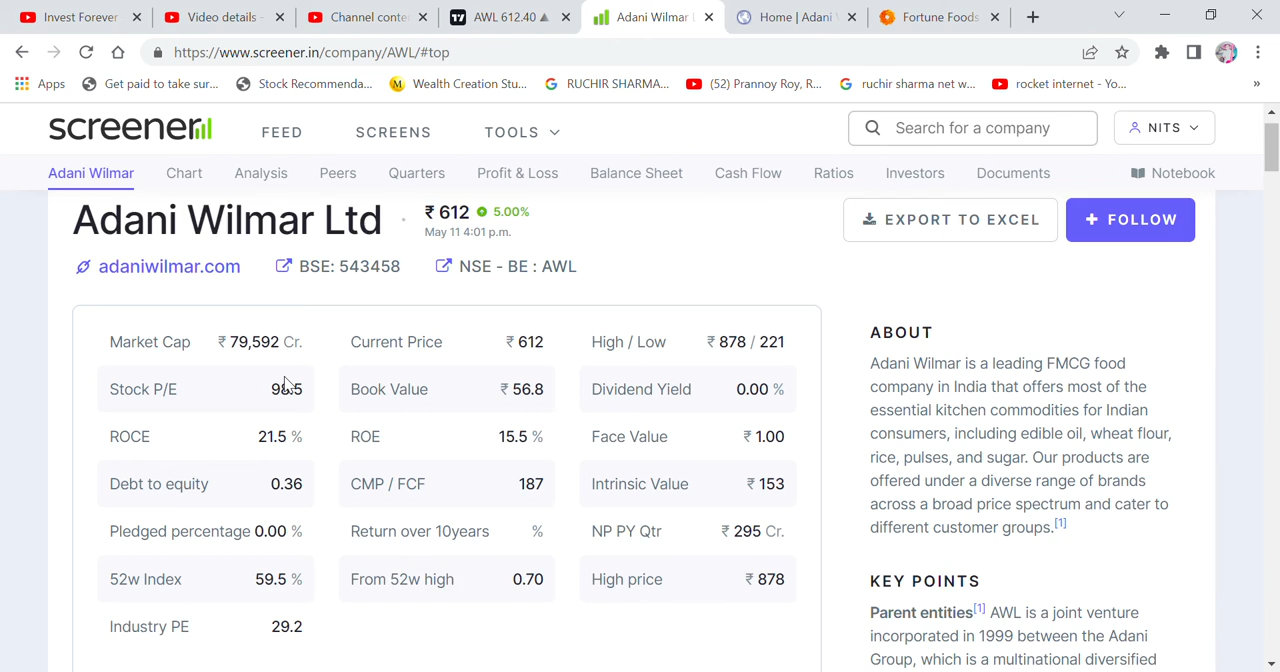 Invest Forever
Video details -
Channel conte
AWL 612.40
Adani Wilmar
Home | Adani
Fortune Foods
https://www.screener.in/company/AWL/#top
Apps
Get paid to take sur...
Stock Recommenda...
M
Wealth Creation Stu...
RUCHIR SHARMA...
(52) Prannoy Roy, R...
ruchir sharma net w...
rocket internet - Yo...
»
screener
FEED
SCREENS
TOOLS
Search for a company
NITS
Adani Wilmar
Chart
Analysis
Peers
Quarters
Profit & Loss
Balance Sheet
Cash Flow
Ratios
Investors
Documents
Notebook
Adani Wilmar Ltd
₹ 612 5.00%
May 11 4:01 p.m.
EXPORT TO EXCEL
+ FOLLOW
adaniwilmar.com
BSE: 543458
NSE - BE : AWL
Market Cap ₹ 79,592 Cr.
Current Price ₹ 612
High / Low ₹ 878 / 221
Stock P/E 98.5
Book Value ₹ 56.8
Dividend Yield 0.00 %
ROCE 21.5 %
ROE 15.5 %
Face Value ₹ 1.00
Debt to equity 0.36
CMP / FCF 187
Intrinsic Value ₹ 153
Pledged percentage 0.00 %
Return over 10years %
NP PY Qtr ₹ 295 Cr.
52w Index 59.5 %
From 52w high 0.70
High price ₹ 878
Industry PE 29.2
ABOUT
Adani Wilmar is a leading FMCG food
company in India that offers most of the
essential kitchen commodities for Indian
consumers, including edible oil, wheat flour,
rice, pulses, and sugar. Our products are
offered under a diverse range of brands
across a broad price spectrum and cater to
different customer groups.[1]
KEY POINTS
Parent entities[1] AWL is a joint venture
incorporated in 1999 between the Adani
Group, which is a multinational diversified